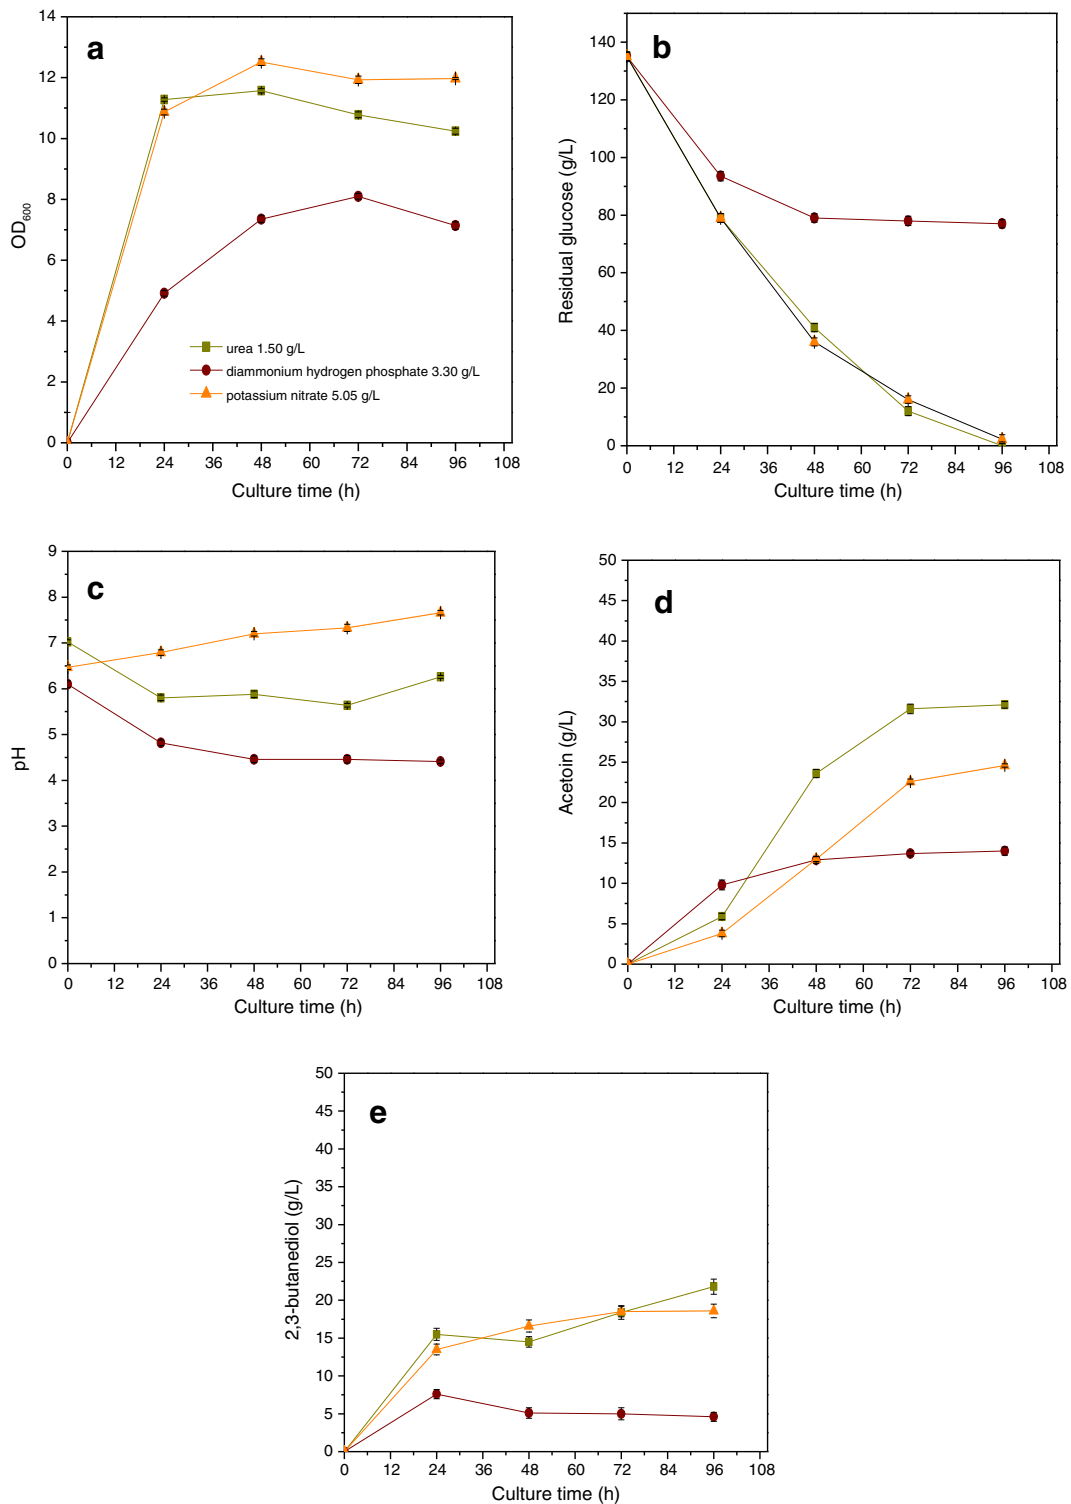 a
14
12
10
8
6
4
2
0
OD600
urea 1.50 g/L
diammonium hydrogen phosphate 3.30 g/L
potassium nitrate 5.05 g/L
0 12 24 36 48 60 72 84 96 108
Culture time (h)
b
140
120
100
80
60
40
20
0
Residual glucose (g/L)
0 12 24 36 48 60 72 84 96 108
Culture time (h)
c
9
8
7
6
5
4
3
2
1
0
pH
0 12 24 36 48 60 72 84 96 108
Culture time (h)
d
50
45
40
35
30
25
20
15
10
5
0
Acetoin (g/L)
0 12 24 36 48 60 72 84 96 108
Culture time (h)
e
50
45
40
35
30
25
20
15
10
5
0
2,3-butanediol (g/L)
0 12 24 36 48 60 72 84 96 108
Culture time (h)